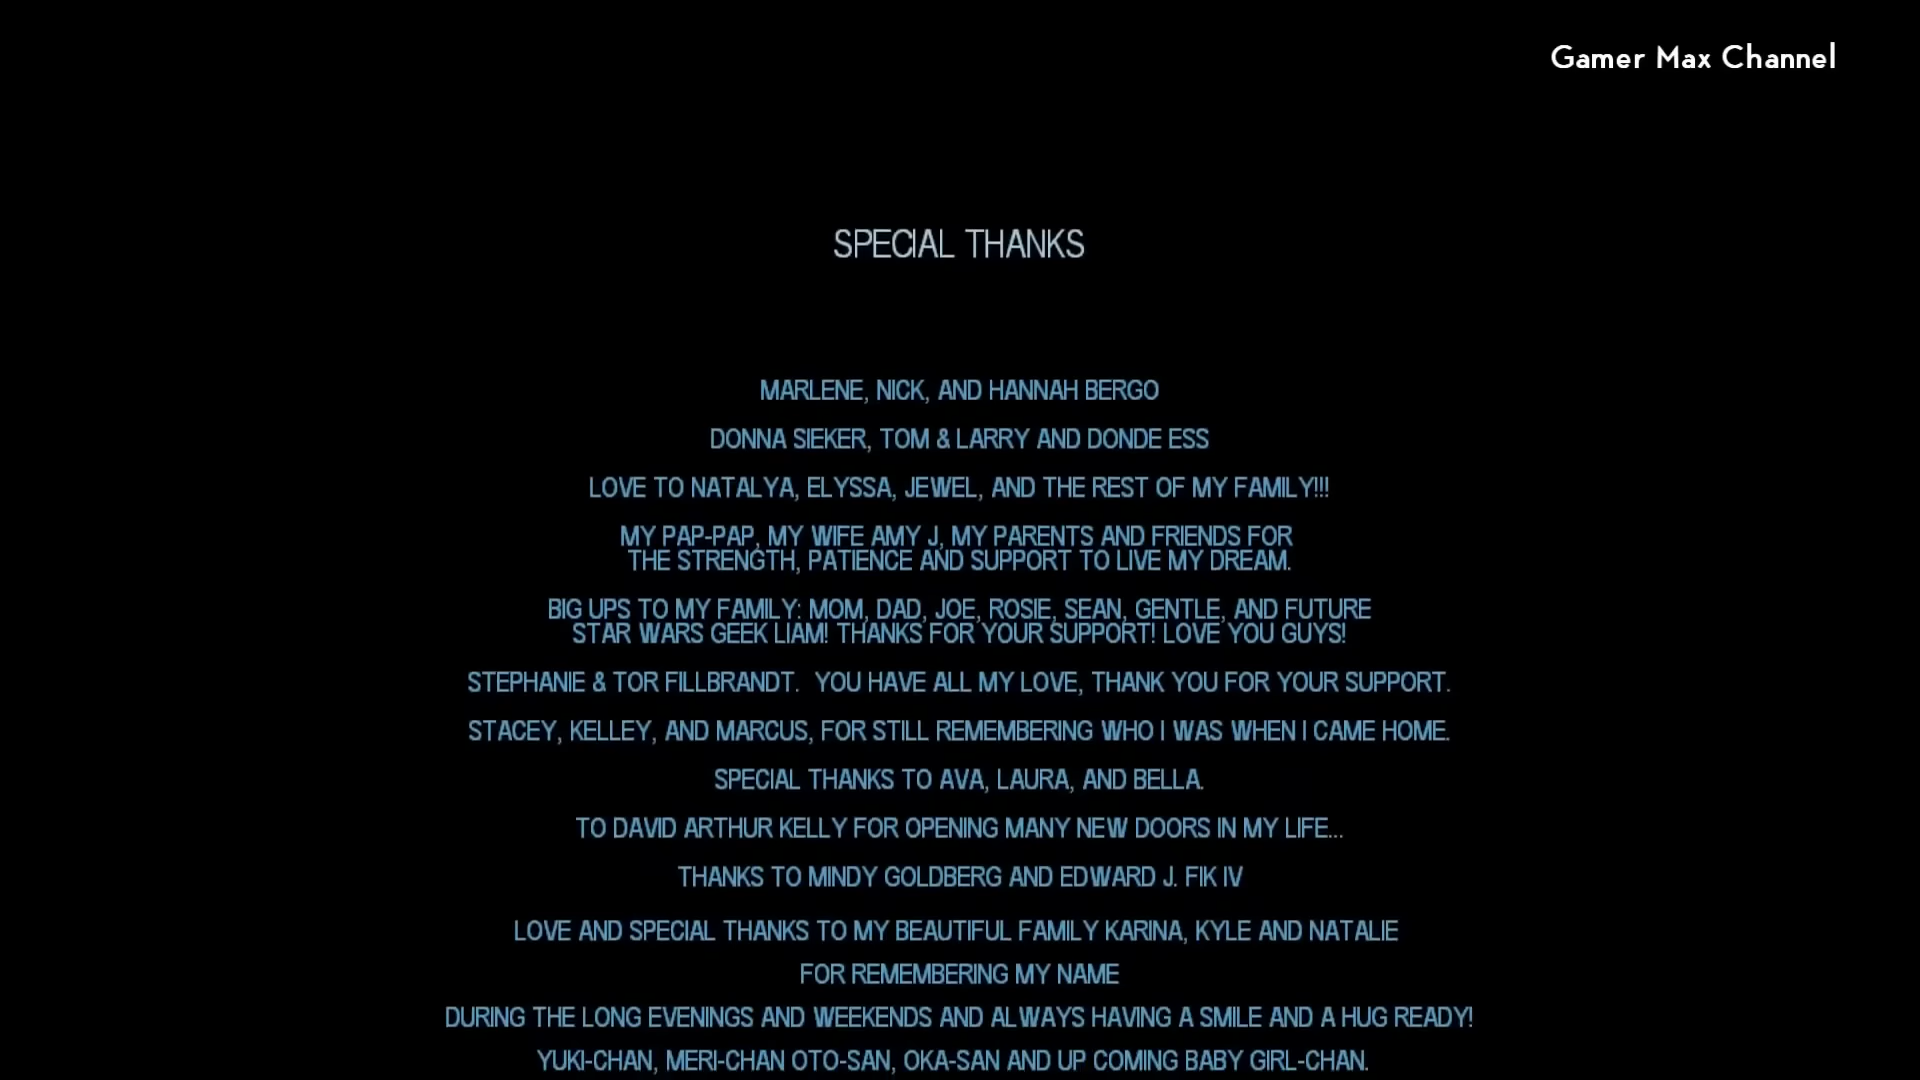 Gamer Max Channel
SPECIAL THANKS
MARLENE, NICK, AND HANNAH BERGO
DONNA SIEKER, TOM & LARRY AND DONDE ESS
LOVE TO NATALYA, ELYSSA, JEWEL, AND THE REST OF MY FAMILY!!!
MY PAP-PAP, MY WIFE AMY J, MY PARENTS AND FRIENDS FOR
THE STRENGTH, PATIENCE AND SUPPORT TO LIVE MY DREAM.
BIG UPS TO MY FAMILY: MOM, DAD, JOE, ROSIE, SEAN, GENTLE, AND FUTURE
STAR WARS GEEK LIAM! THANKS FOR YOUR SUPPORT! LOVE YOU GUYS!
STEPHANIE & TOR FILLBRANDT.  YOU HAVE ALL MY LOVE, THANK YOU FOR YOUR SUPPORT.
STACEY, KELLEY, AND MARCUS, FOR STILL REMEMBERING WHO I WAS WHEN I CAME HOME.
SPECIAL THANKS TO AVA, LAURA, AND BELLA.
TO DAVID ARTHUR KELLY FOR OPENING MANY NEW DOORS IN MY LIFE...
THANKS TO MINDY GOLDBERG AND EDWARD J. FIK IV
LOVE AND SPECIAL THANKS TO MY BEAUTIFUL FAMILY KARINA, KYLE AND NATALIE
FOR REMEMBERING MY NAME
DURING THE LONG EVENINGS AND WEEKENDS AND ALWAYS HAVING A SMILE AND A HUG READY!
YUKI-CHAN, MERI-CHAN OTO-SAN, OKA-SAN AND UP COMING BABY GIRL-CHAN.